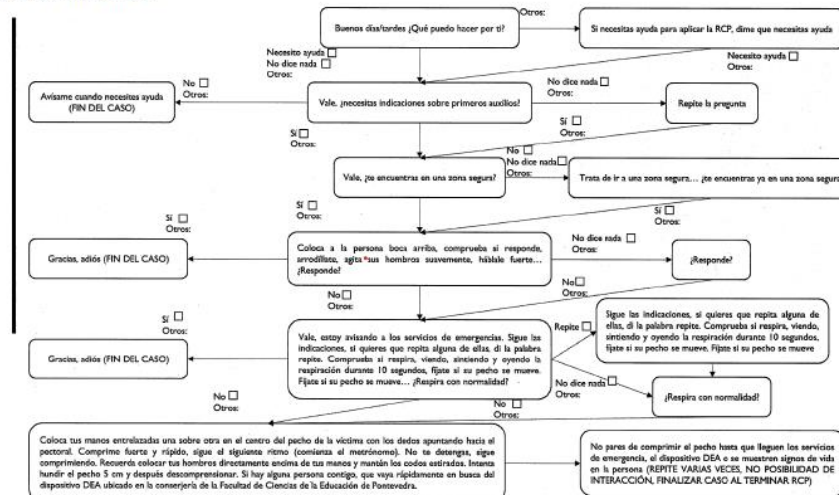 Buenos días/tardes ¿Qué puedo hacer por ti?
Otros:
Si necesitas ayuda para aplicar la RCP, dime que necesitas ayuda
Necesito ayuda
No dice nada
Otros:
Necesito ayuda
Otros:
Avísame cuando necesites ayuda
(FIN DEL CASO)
No
Otros:
Vale, ¿necesitas indicaciones sobre primeros auxilios?
No dice nada
Otros:
Repite la pregunta
Sí
Otros:
Sí
Otros:
Vale, ¿te encuentras en una zona segura?
No
No dice nada
Otros:
Trata de ir a una zona segura... ¿te encuentras ya en una zona segura
Sí
Otros:
Sí
Otros:
Gracias, adiós (FIN DEL CASO)
Sí
Otros:
Coloca a la persona boca arriba, comprueba si responde,
arrodíllate, agita sus hombros suavemente, háblale fuerte...
¿Responde?
No dice nada
Otros:
¿Responde?
No
Otros:
No
Otros:
Gracias, adiós (FIN DEL CASO)
Sí
Otros:
Vale, estoy avisando a los servicios de emergencias. Sigue las
indicaciones, si quieres que repita alguna de ellas, di la palabra
repite. Comprueba si respira, viendo, sintiendo y oyendo la
respiración durante 10 segundos, fíjate si su pecho se mueve.
Fíjate si su pecho se mueve... ¿Respira con normalidad?
Repite
Sigue las indicaciones, si quieres que repita alguna de
ellas, di la palabra repite. Comprueba si respira, viendo,
sintiendo y oyendo la respiración durante 10 segundos,
fíjate si su pecho se mueve. Fíjate si su pecho se mueve
No dice nada
Otros:
¿Respira con normalidad?
No
Otros:
No
Otros:
Coloca tus manos entrelazadas una sobre otra en el centro del pecho de la víctima con los dedos apuntando hacia el
pectoral. Comprime fuerte y rápido, sigue el siguiente ritmo (comienza el metrónomo). No te detengas, sigue
comprimiendo. Recuerda colocar tus hombros directamente encima de tus manos y mantén los codos estirados. Intenta
hundir el pecho 5 cm y después descompresionar. Si hay alguna persona contigo, que vaya rápidamente en busca del
dispositivo DEA ubicado en la conserjería de la Facultad de Ciencias de la Educación de Pontevedra.
No pares de comprimir el pecho hasta que lleguen los servicios
de emergencia, el dispositivo DEA o se muestren signos de vida
en la persona (REPITE VARIAS VECES, NO POSIBILIDAD DE
INTERACCIÓN, FINALIZAR CASO AL TERMINAR RCP)